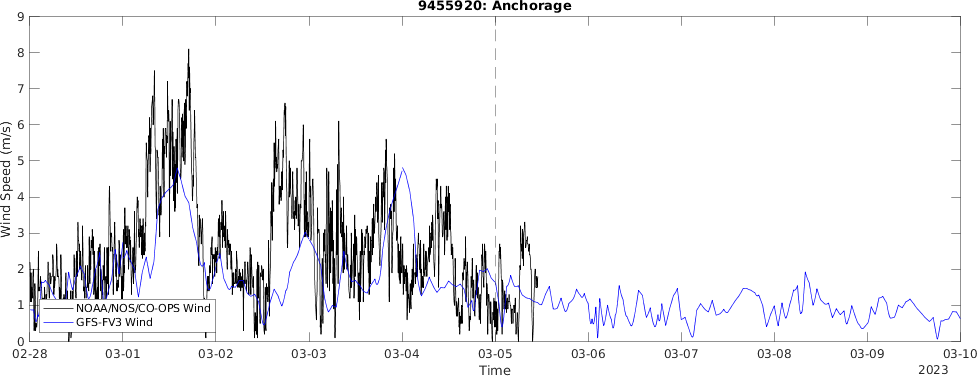 9455920: Anchorage
Wind Speed (m/s)
9
8
7
6
5
4
3
2
1
0
NOAA/NOS/CO-OPS Wind
GFS-FV3 Wind
02-28 03-01 03-02 03-03 03-04 03-05 03-06 03-07 03-08 03-09 03-10
Time
2023